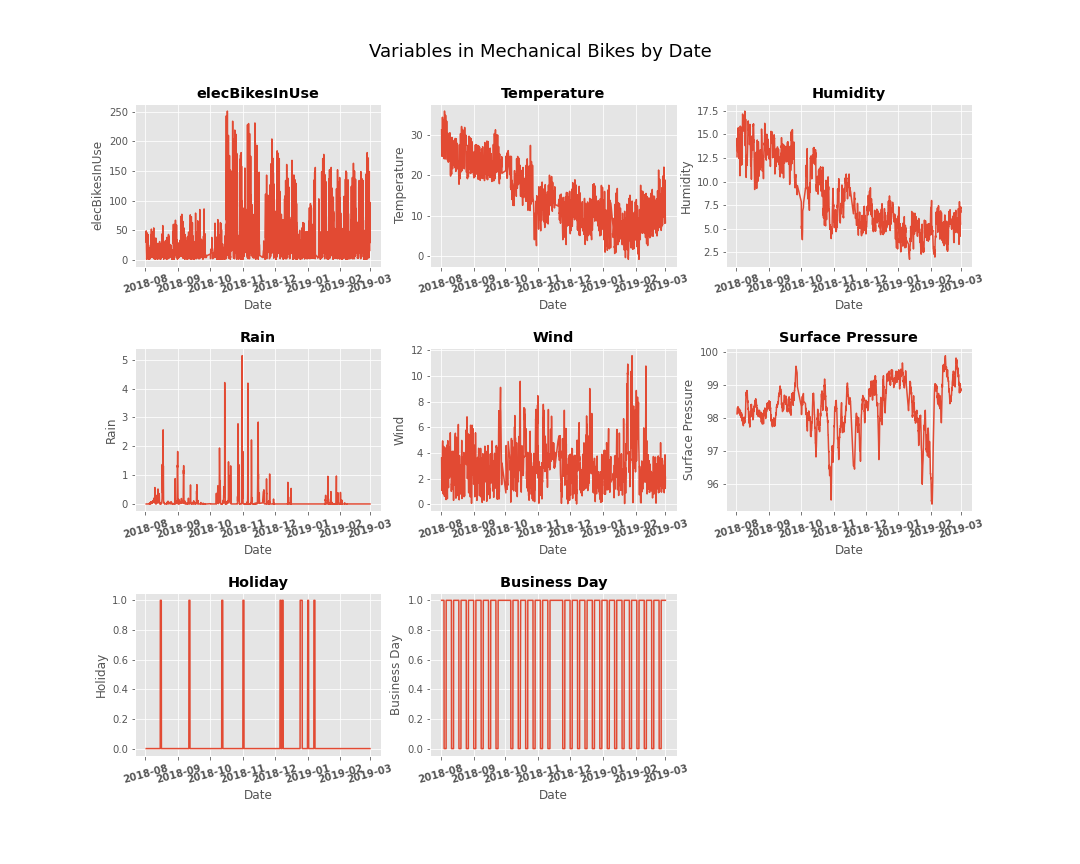 Variables in Mechanical Bikes by Date
elecBikesInUse
elecBikesInUse
250
200
150
100
50
0
2018-08 2018-09 2018-10 2018-11 2018-12 2019-01 2019-02 2019-03
Date
Temperature
Temperature
30
20
10
0
2018-08 2018-09 2018-10 2018-11 2018-12 2019-01 2019-02 2019-03
Date
Humidity
Humidity
17.5
15.0
12.5
10.0
7.5
5.0
2.5
2018-08 2018-09 2018-10 2018-11 2018-12 2019-01 2019-02 2019-03
Date
Rain
Rain
5
4
3
2
1
0
2018-08 2018-09 2018-10 2018-11 2018-12 2019-01 2019-02 2019-03
Date
Wind
Wind
12
10
8
6
4
2
0
2018-08 2018-09 2018-10 2018-11 2018-12 2019-01 2019-02 2019-03
Date
Surface Pressure
Surface Pressure
100
99
98
97
96
2018-08 2018-09 2018-10 2018-11 2018-12 2019-01 2019-02 2019-03
Date
Holiday
Holiday
1.0
0.8
0.6
0.4
0.2
0.0
2018-08 2018-09 2018-10 2018-11 2018-12 2019-01 2019-02 2019-03
Date
Business Day
Business Day
1.0
0.8
0.6
0.4
0.2
0.0
2018-08 2018-09 2018-10 2018-11 2018-12 2019-01 2019-02 2019-03
Date